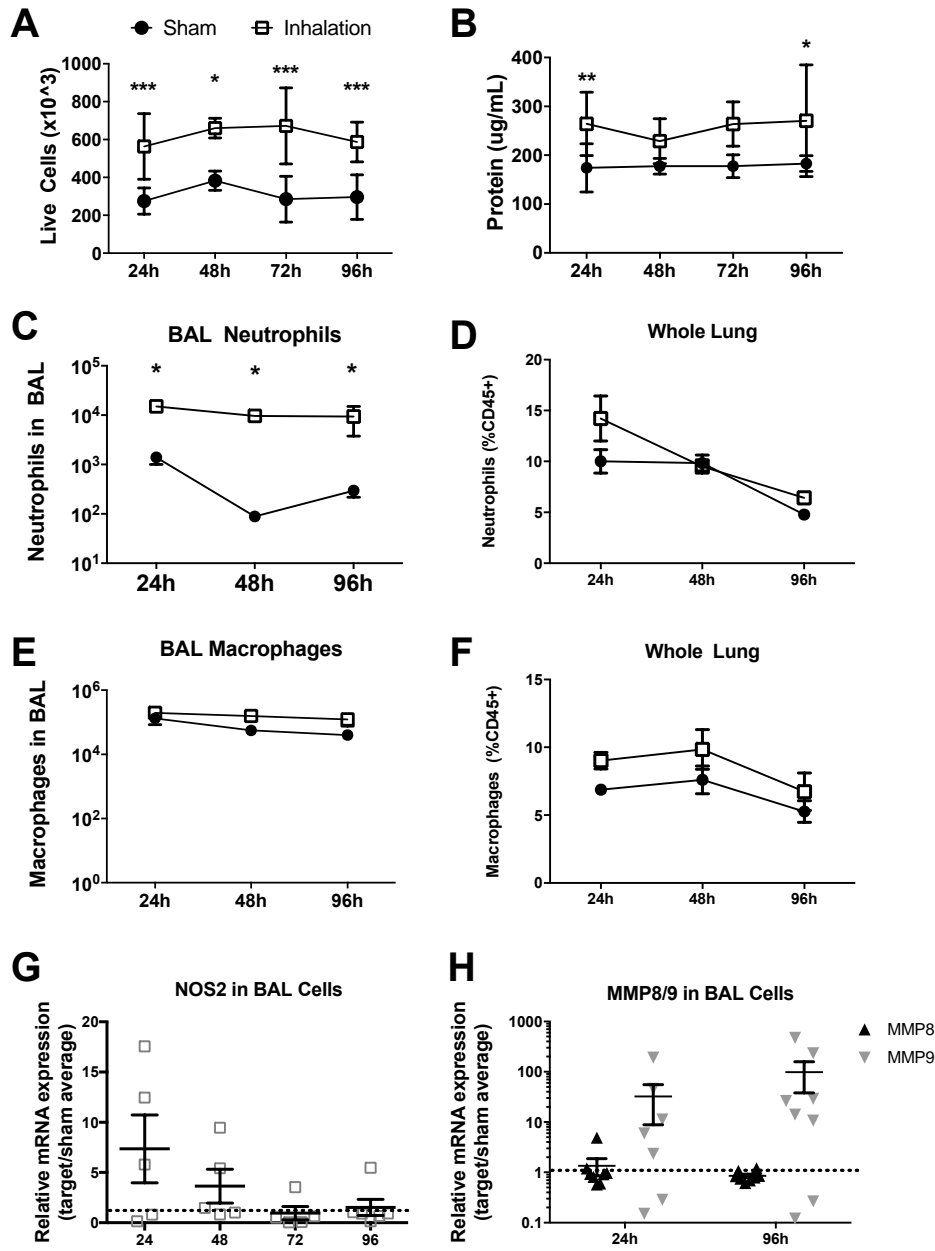 A
Sham
Inhalation
Live Cells (x10^3)
1000
800
600
400
200
0
***
*
***
***
24h
48h
72h
96h
B
Protein (ug/mL)
400
300
200
100
0
**
*
24h
48h
72h
96h
C
BAL Neutrophils
Neutrophils in BAL
10^5
10^4
10^3
10^2
10^1
*
*
*
24h
48h
96h
D
Whole Lung
Neutrophils (%CD45+)
20
15
10
5
0
24h
48h
96h
E
BAL Macrophages
Macrophages in BAL
10^6
10^4
10^2
10^0
24h
48h
96h
F
Whole Lung
Macrophages (%CD45+)
15
10
5
0
24h
48h
96h
G
NOS2 in BAL Cells
Relative mRNA expression
(target/sham average)
20
15
10
5
0
24
48
72
96
H
MMP8/9 in BAL Cells
Relative mRNA expression
(target/sham average)
1000
100
10
1
0.1
24h
96h
MMP8
MMP9